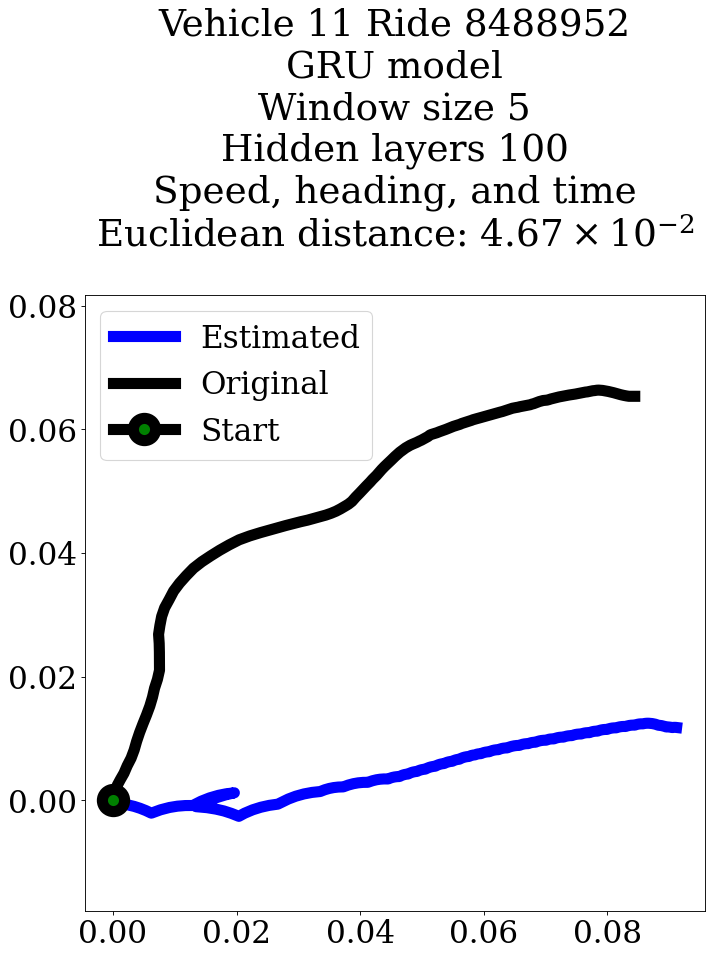 Vehicle 11 Ride 8488952
GRU model
Window size 5
Hidden layers 100
Speed, heading, and time
Euclidean distance: 4.67 × 10⁻²
0.08
0.06
0.04
0.02
0.00
Estimated
Original
Start
0.00 0.02 0.04 0.06 0.08